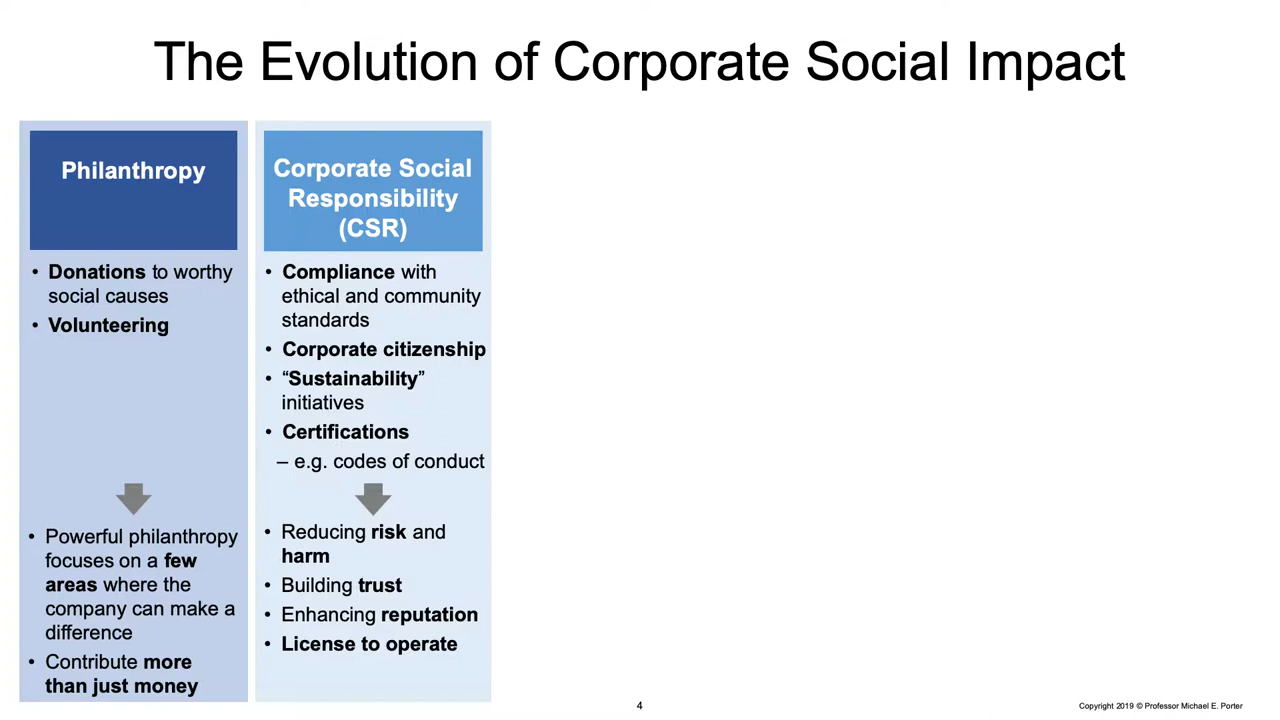 The Evolution of Corporate Social Impact
Philanthropy
• Donations to worthy
social causes
• Volunteering
• Powerful philanthropy
focuses on a few
areas where the
company can make a
difference
• Contribute more
than just money
Corporate Social
Responsibility
(CSR)
• Compliance with
ethical and community
standards
• Corporate citizenship
• “Sustainability”
initiatives
• Certifications
– e.g. codes of conduct
• Reducing risk and
harm
• Building trust
• Enhancing reputation
• License to operate
4
Copyright 2019 © Professor Michael E. Porter